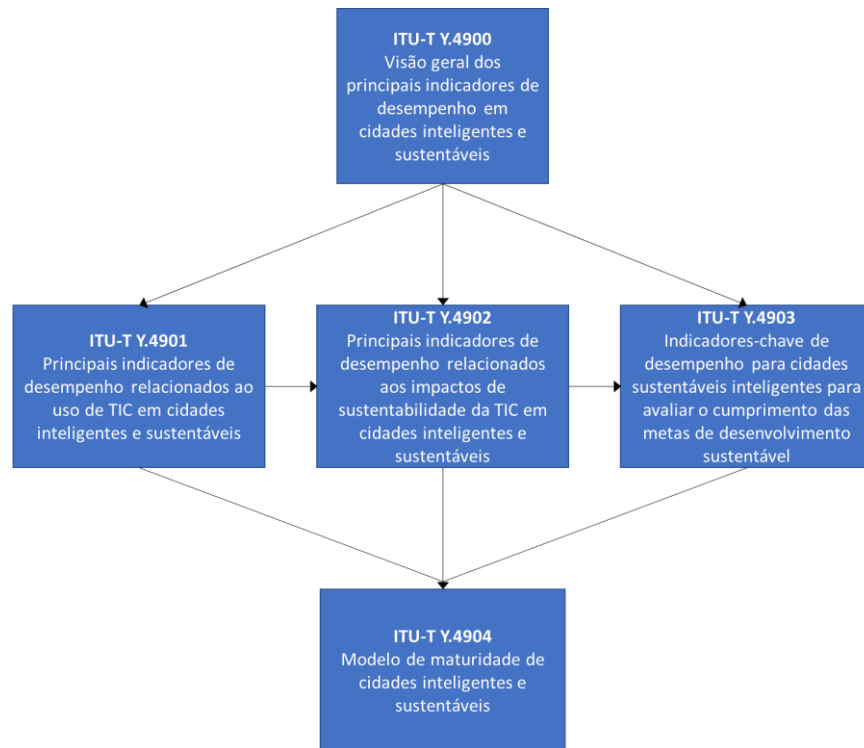 ITU-T Y.4900
Visão geral dos
principais indicadores de
desempenho em
cidades inteligentes e
sustentáveis
ITU-T Y.4901
Principais indicadores de
desempenho relacionados ao
uso de TIC em cidades
inteligentes e sustentáveis
ITU-T Y.4902
Principais indicadores de
desempenho relacionados
aos impactos de
sustentabilidade da TIC em
cidades inteligentes e
sustentáveis
ITU-T Y.4903
Indicadores-chave de
desempenho para cidades
sustentáveis inteligentes para
avaliar o cumprimento das
metas de desenvolvimento
sustentável
ITU-T Y.4904
Modelo de maturidade de
cidades inteligentes e
sustentáveis